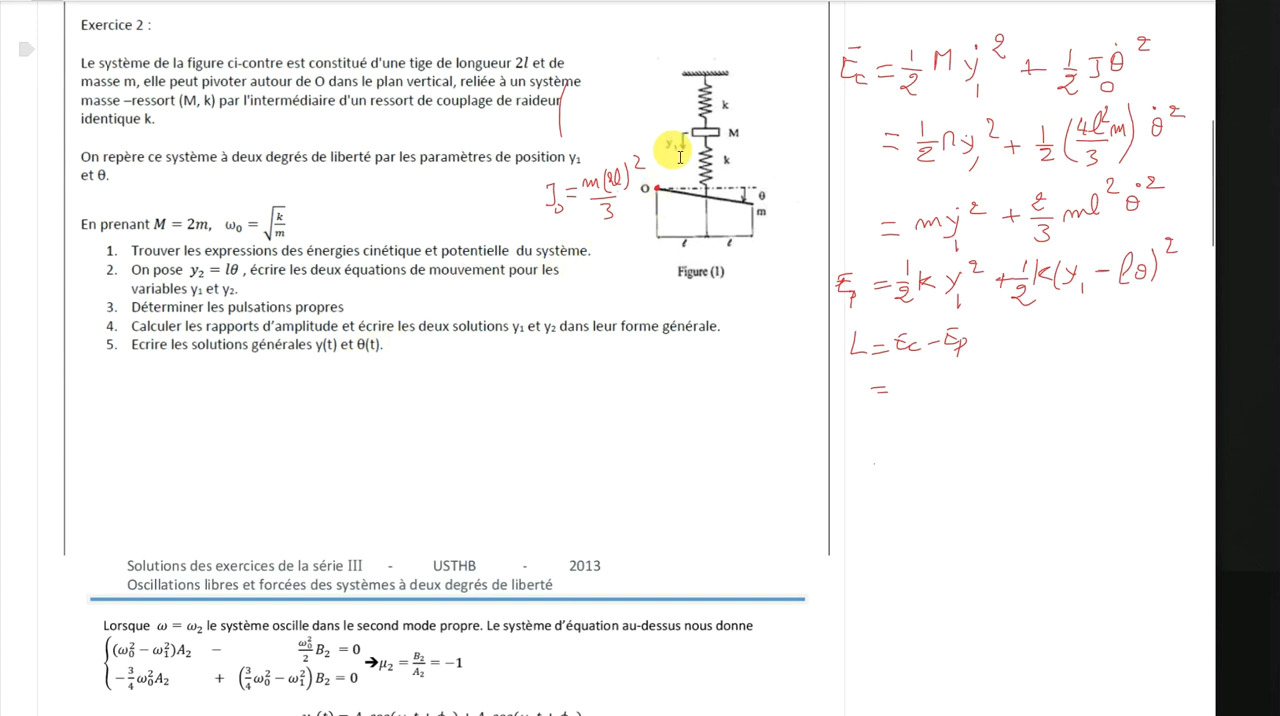 Exercice 2 :
Le système de la figure ci-contre est constitué d'une tige de longueur 2l et de
masse m, elle peut pivoter autour de O dans le plan vertical, reliée à un système
masse –ressort (M, k) par l'intermédiaire d'un ressort de couplage de raideur
identique k.
On repère ce système à deux degrés de liberté par les paramètres de position y₁
et θ.
En prenant M = 2m, ω₀ = √(k/m)
1. Trouver les expressions des énergies cinétique et potentielle du système.
2. On pose y₂ = lθ , écrire les deux équations de mouvement pour les
variables y₁ et y₂.
3. Déterminer les pulsations propres
4. Calculer les rapports d'amplitude et écrire les deux solutions y₁ et y₂ dans leur forme générale.
5. Ecrire les solutions générales y(t) et θ(t).
k
M
y₁
k
O
θ
m
ℓ ℓ
Figure (1)
J₀ = m(2l)²/3
Ec = 1/2 M ẏ₁² + 1/2 J₀ θ̇²
= 1/2 M ẏ₁² + 1/2 (4l²m/3) θ̇²
= m ẏ₁² + 2/3 ml² θ̇²
Ep = 1/2 k y₁² + 1/2 k(y₁ - lθ)²
L = Ec - Ep
=
Solutions des exercices de la série III - USTHB - 2013
Oscillations libres et forcées des systèmes à deux degrés de liberté
Lorsque ω = ω₂ le système oscille dans le second mode propre. Le système d'équation au-dessus nous donne
{(ω₀² − ω₁²)A₂ − ω₀²/2 B₂ = 0
−3/4 ω₀²A₂ + (3/4 ω₀² − ω₁²)B₂ = 0
➔μ₂ = B₂/A₂ = −1